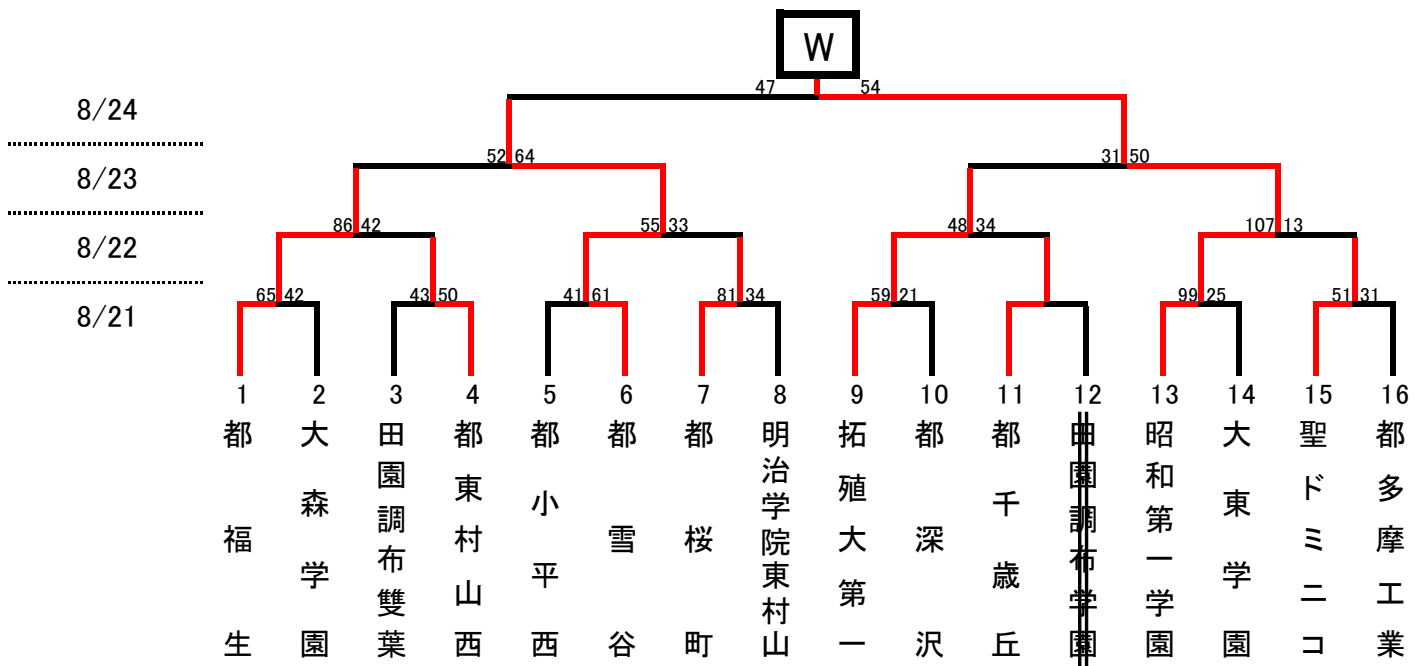 W
47 54
8/24
52 64
31 50
8/23
86 42
55 33
48 34
107 13
8/22
65 42
43 50
41 61
81 34
59 21
99 25
51 31
8/21
1 2 3 4 5 6 7 8 9 10 11 12 13 14 15 16
都福生
大森学園
田園調布雙葉
都東村山西
都小平西
都雪谷
都桜町
明治学院東村山
拓殖大第一
都深沢
都千歳丘
田園調布学園
昭和第一学園
大東学園
聖ドミニコ
都多摩工業